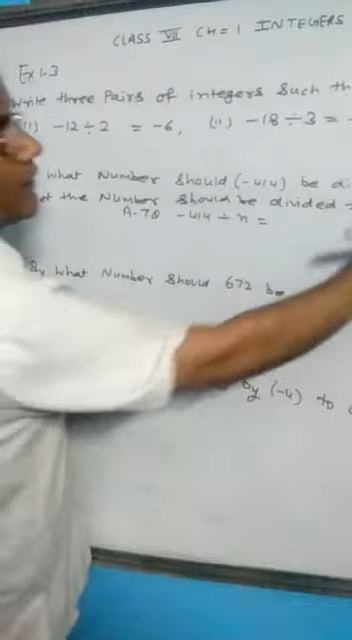 CLASS VII CH = 1 INTEGERS
Ex 1.3
Write three Pairs of integers Such th
(i) -12 ÷ 2 = -6, (ii) -18 ÷ 3 = -
what Number Should (-414) be di
et the Number Should be divided
A.T.Q -414 ÷ n =
By what Number Should 672 be
by (-4) to